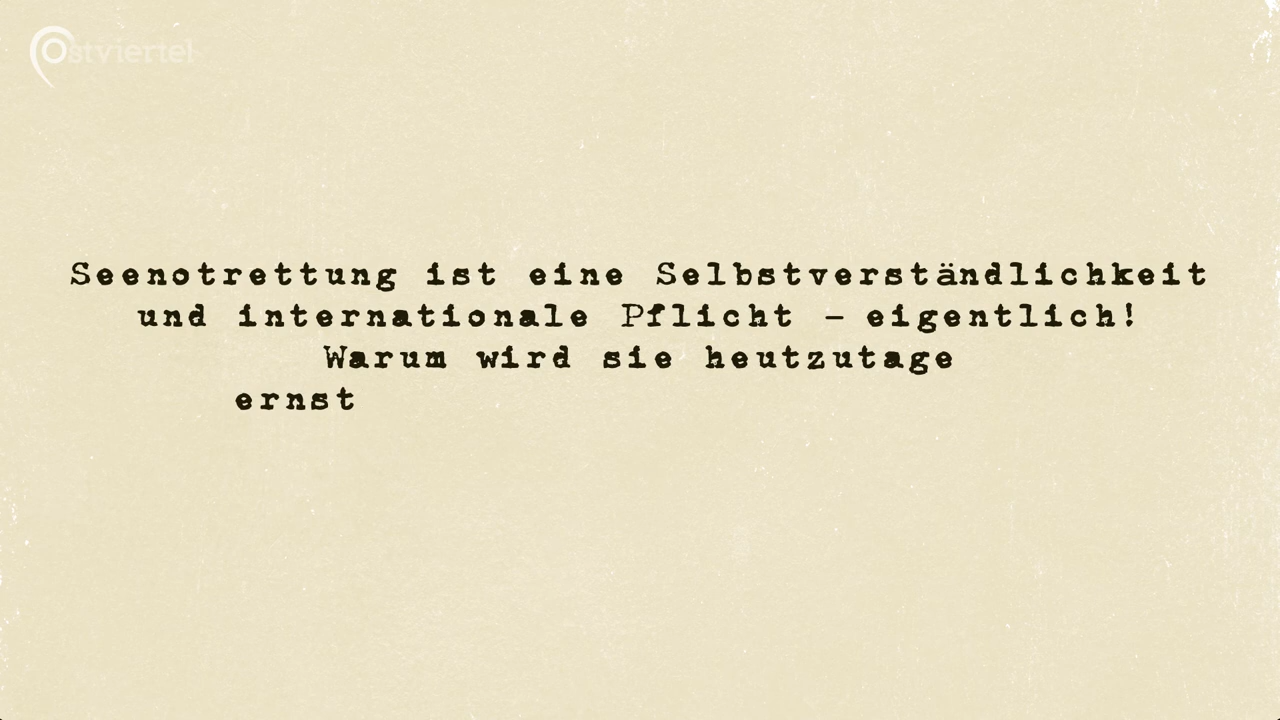 Ostviertel
Seenotrettung ist eine Selbstverständlichkeit
und internationale Pflicht – eigentlich!
Warum wird sie heutzutage
ernst